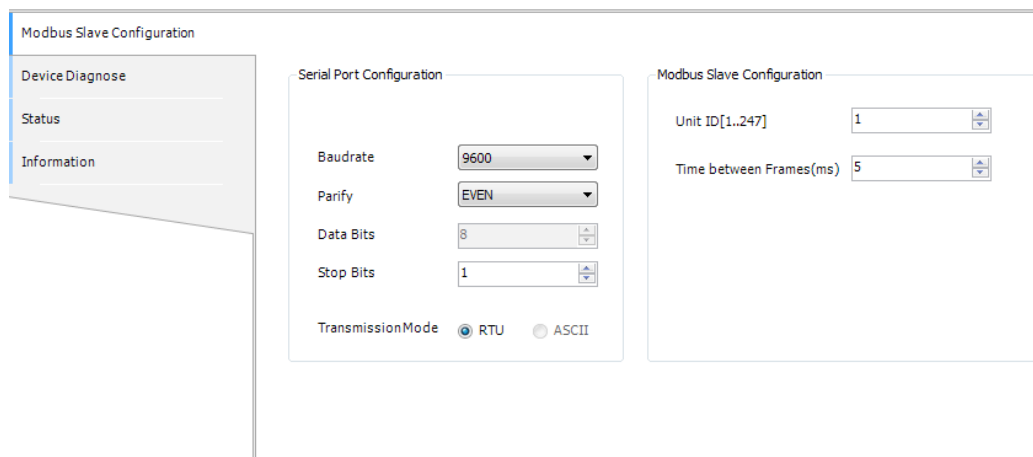 Modbus Slave Configuration
Device Diagnose
Status
Information
Serial Port Configuration
Baudrate 9600
Parify EVEN
Data Bits 8
Stop Bits 1
TransmissionMode RTU ASCII
Modbus Slave Configuration
Unit ID[1..247] 1
Time between Frames(ms) 5